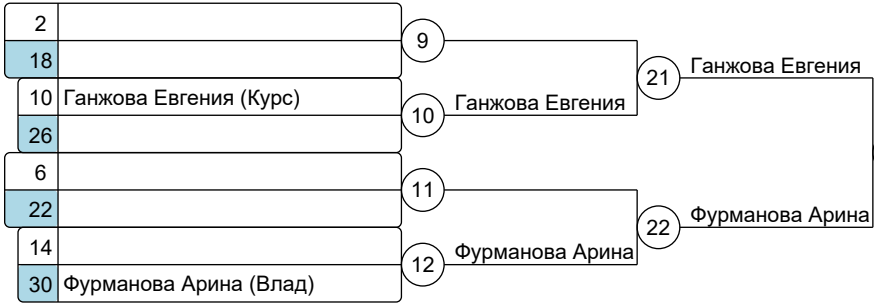 2
9
18
21 Ганжова Евгения
10 Ганжова Евгения (Курс)
10 Ганжова Евгения
26
6
11
22
22 Фурманова Арина
14
12 Фурманова Арина
30 Фурманова Арина (Влад)